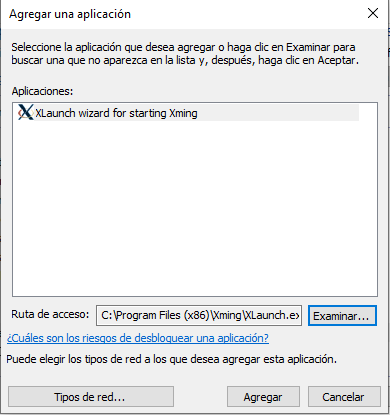 Agregar una aplicación
Seleccione la aplicación que desea agregar o haga clic en Examinar para
buscar una que no aparezca en la lista y, después, haga clic en Aceptar.
Aplicaciones:
XLaunch wizard for starting Xming
Ruta de acceso: C:\Program Files (x86)\Xming\XLaunch.ex Examinar...
¿Cuáles son los riesgos de desbloquear una aplicación?
Puede elegir los tipos de red a los que desea agregar esta aplicación.
Tipos de red... Agregar Cancelar